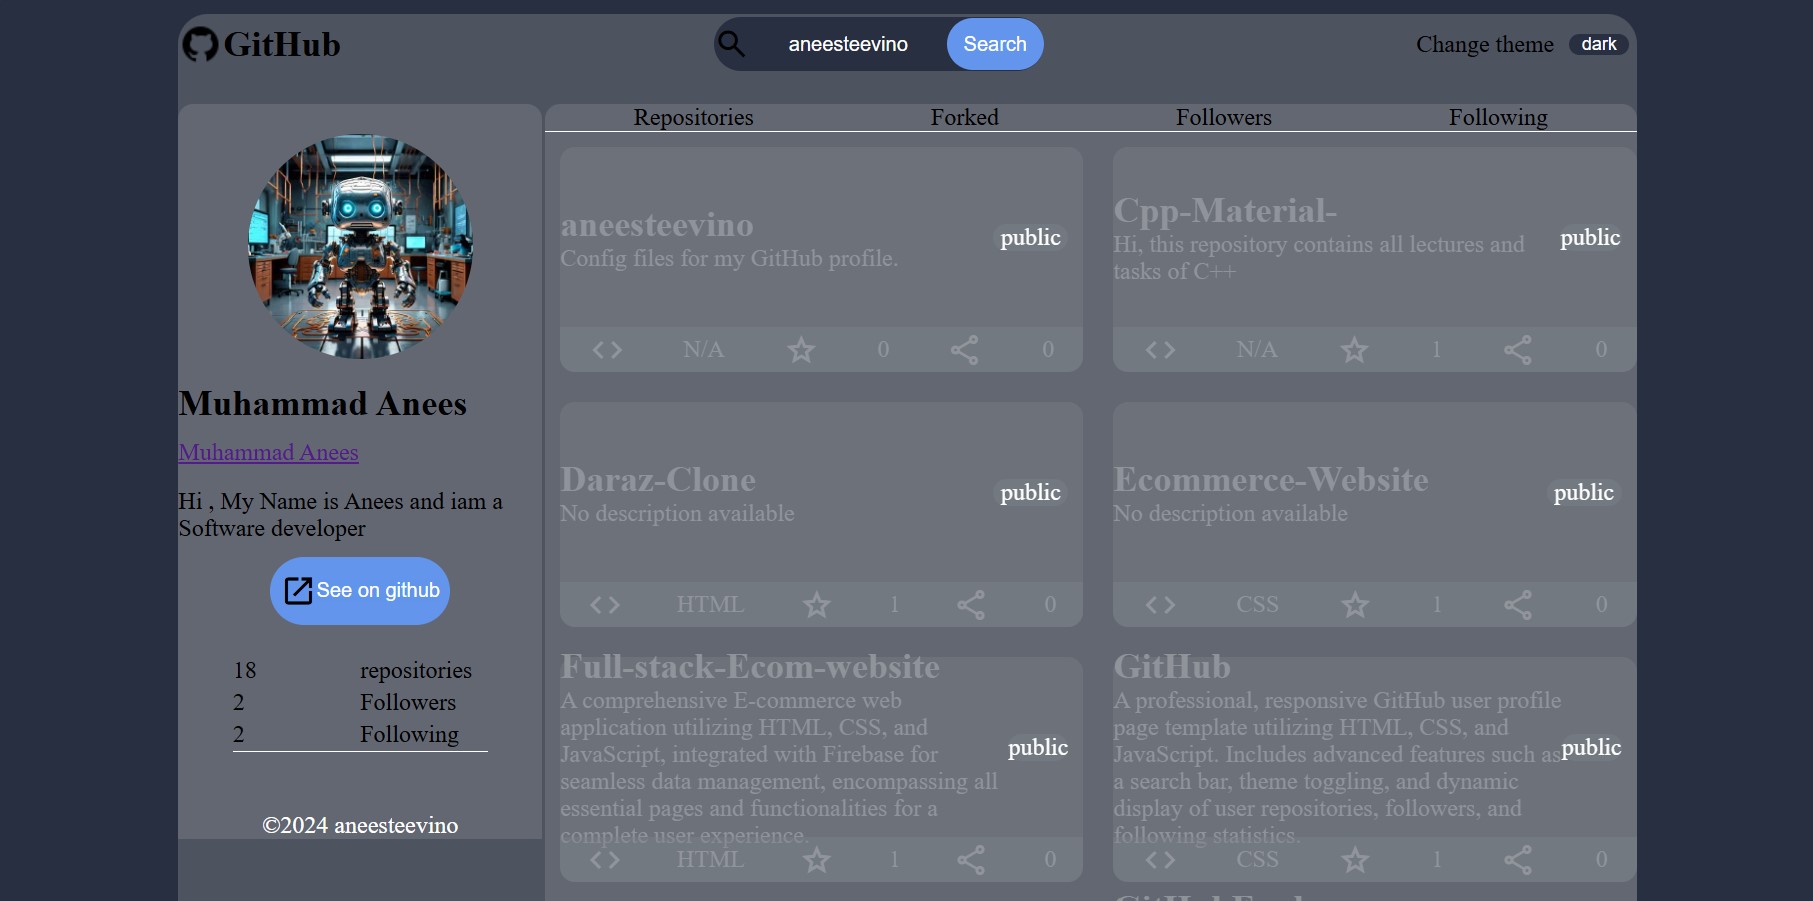 GitHub
aneesteevino
Search
Change theme
dark
Muhammad Anees
Muhammad Anees
Hi , My Name is Anees and iam a
Software developer
See on github
18 repositories
2 Followers
2 Following
©2024 aneesteevino
Repositories Forked Followers Following
aneesteevino
Config files for my GitHub profile.
public
N/A 0 0
Cpp-Material-
Hi, this repository contains all lectures and
tasks of C++
public
N/A 1 0
Daraz-Clone
No description available
public
HTML 1 0
Ecommerce-Website
No description available
public
CSS 1 0
Full-stack-Ecom-website
A comprehensive E-commerce web
application utilizing HTML, CSS, and
JavaScript, integrated with Firebase for
seamless data management, encompassing all
essential pages and functionalities for a
complete user experience.
public
HTML 1 0
GitHub
A professional, responsive GitHub user profile
page template utilizing HTML, CSS, and
JavaScript. Includes advanced features such as
a search bar, theme toggling, and dynamic
display of user repositories, followers, and
following statistics.
public
CSS 1 0